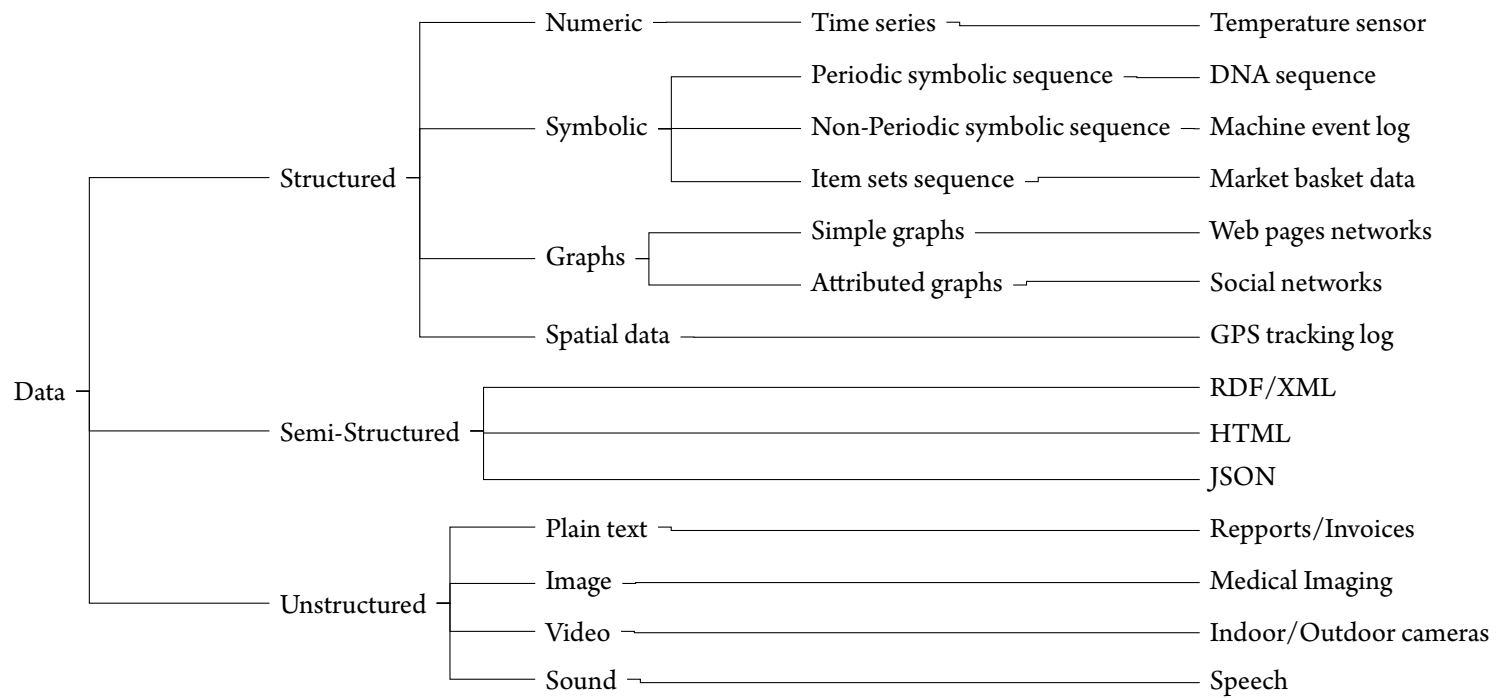 Numeric
Time series
Temperature sensor
Periodic symbolic sequence
DNA sequence
Symbolic
Non-Periodic symbolic sequence
Machine event log
Structured
Item sets sequence
Market basket data
Simple graphs
Web pages networks
Graphs
Attributed graphs
Social networks
Spatial data
GPS tracking log
Data
RDF/XML
Semi-Structured
HTML
JSON
Plain text
Repports/Invoices
Image
Medical Imaging
Unstructured
Video
Indoor/Outdoor cameras
Sound
Speech